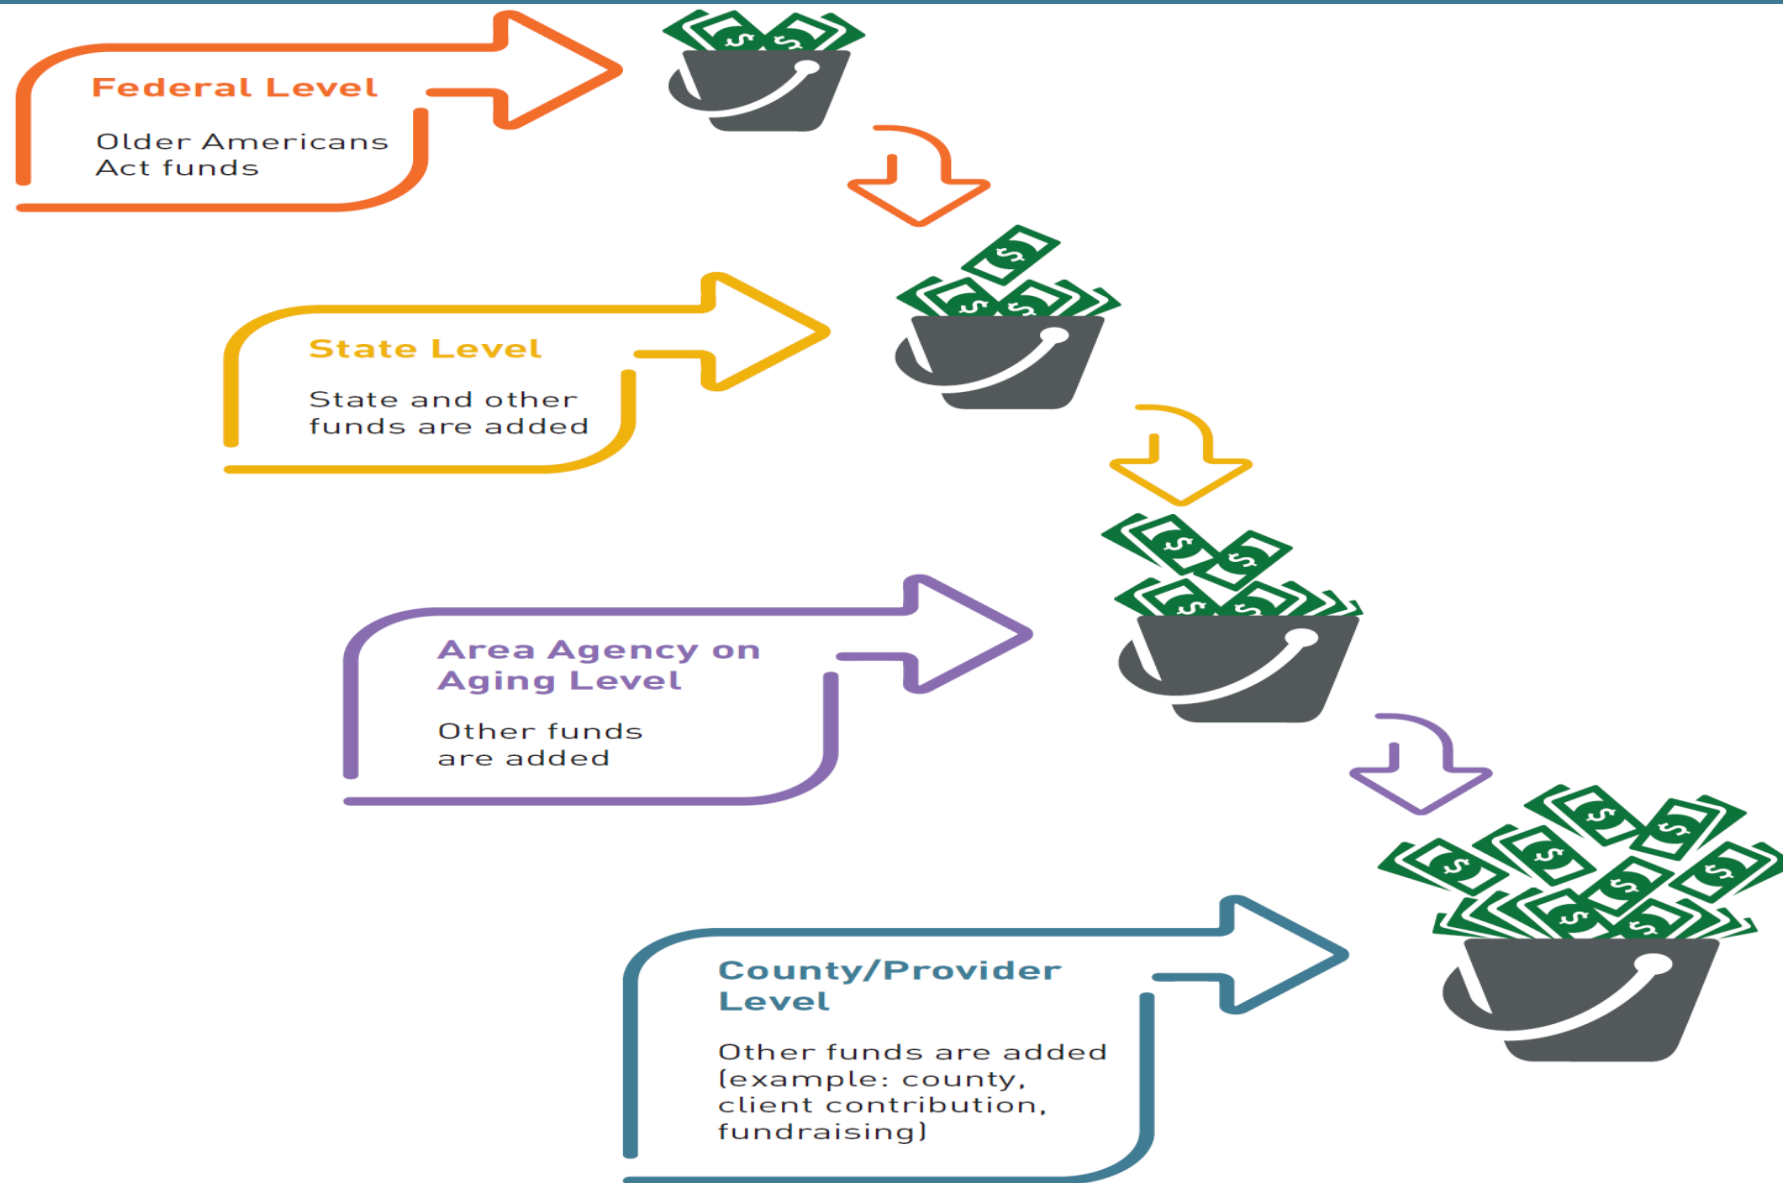 Federal Level
Older Americans
Act funds
State Level
State and other
funds are added
Area Agency on
Aging Level
Other funds
are added
County/Provider
Level
Other funds are added
(example: county,
client contribution,
fundraising)